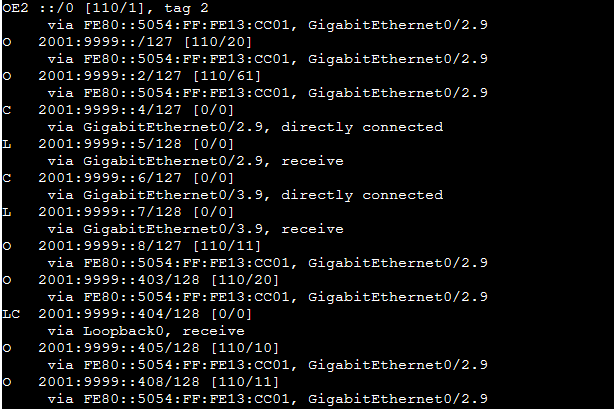 OE2 ::/0 [110/1], tag 2
via FE80::5054:FF:FE13:CC01, GigabitEthernet0/2.9
O 2001:9999::/127 [110/20]
via FE80::5054:FF:FE13:CC01, GigabitEthernet0/2.9
O 2001:9999::2/127 [110/61]
via FE80::5054:FF:FE13:CC01, GigabitEthernet0/2.9
C 2001:9999::4/127 [0/0]
via GigabitEthernet0/2.9, directly connected
L 2001:9999::5/128 [0/0]
via GigabitEthernet0/2.9, receive
C 2001:9999::6/127 [0/0]
via GigabitEthernet0/3.9, directly connected
L 2001:9999::7/128 [0/0]
via GigabitEthernet0/3.9, receive
O 2001:9999::8/127 [110/11]
via FE80::5054:FF:FE13:CC01, GigabitEthernet0/2.9
O 2001:9999::403/128 [110/20]
via FE80::5054:FF:FE13:CC01, GigabitEthernet0/2.9
LC 2001:9999::404/128 [0/0]
via Loopback0, receive
O 2001:9999::405/128 [110/10]
via FE80::5054:FF:FE13:CC01, GigabitEthernet0/2.9
O 2001:9999::408/128 [110/11]
via FE80::5054:FF:FE13:CC01, GigabitEthernet0/2.9